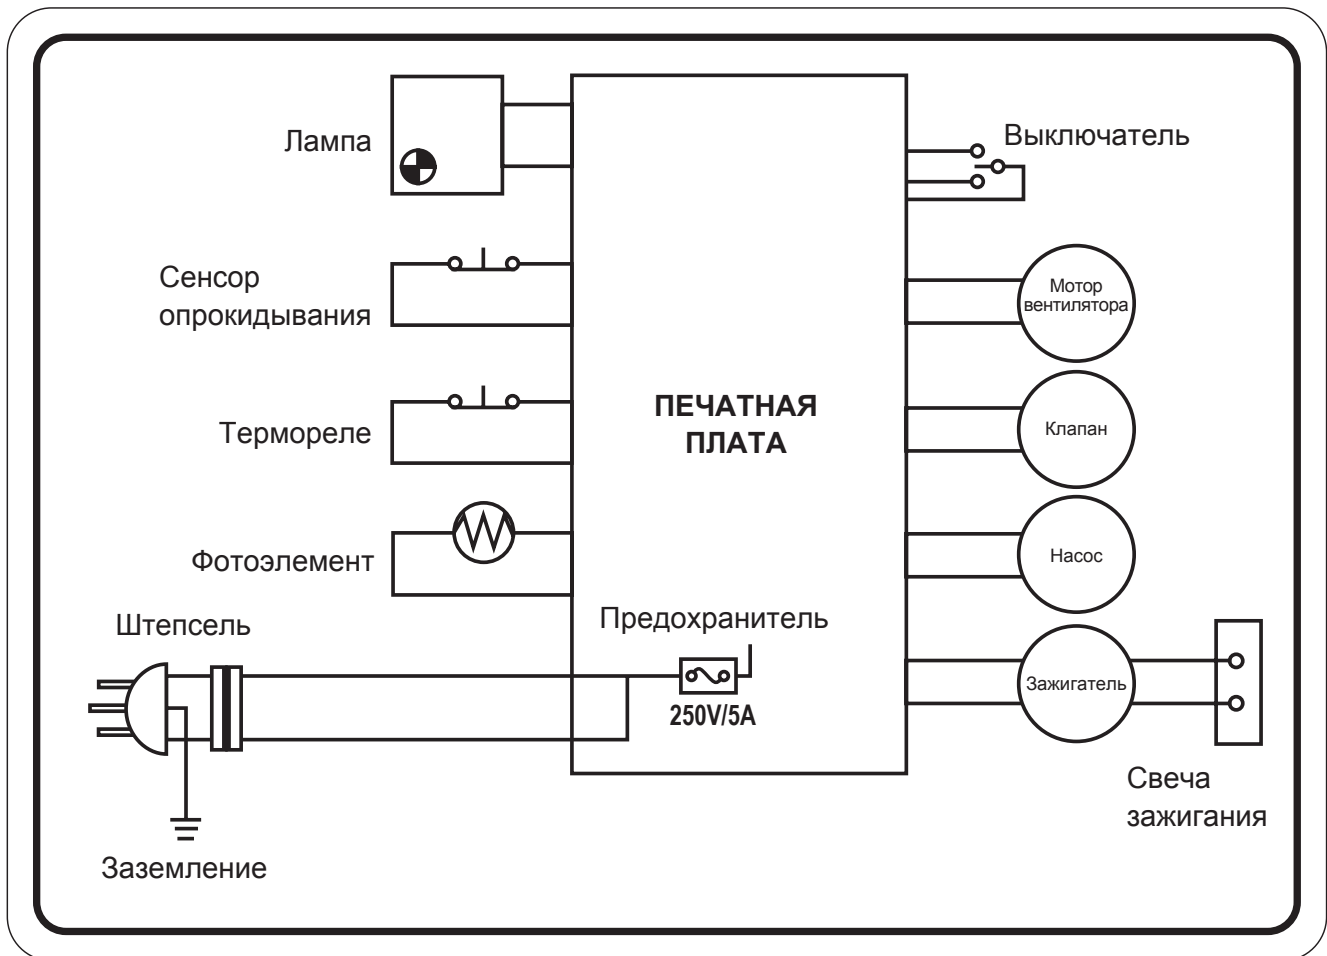 Лампа
Выключатель
Сенсор
опрокидывания
Мотор
вентилятора
Термореле
ПЕЧАТНАЯ
ПЛАТА
Клапан
Фотоэлемент
Насос
Штепсель
Предохранитель
250V/5A
Зажигатель
Свеча
зажигания
Заземление